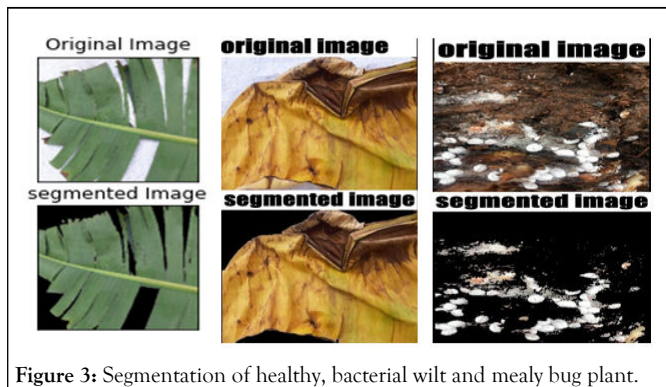 Original Image
original image
original image
segmented Image
segmented image
segmented image
Figure 3: Segmentation of healthy, bacterial wilt and mealy bug plant.